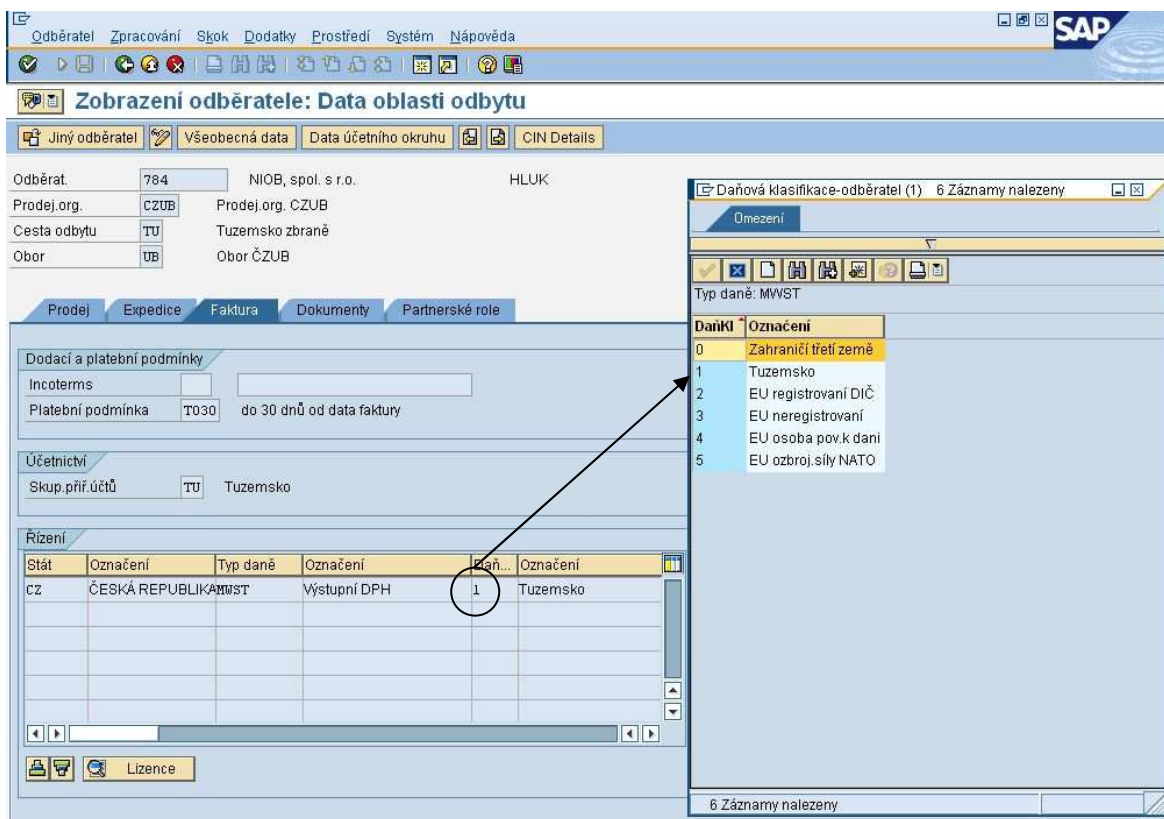 Odběratel Zpracování Skok Dodatky Prostředí Systém Nápověda
SAP
Zobrazení odběratele: Data oblasti odbytu
Jiný odběratel Všeobecná data Data účetního okruhu CIN Details
Odběrat. 784 NIOB, spol. s r.o. HLUK
Prodej.org. CZUB Prodej.org. CZUB
Cesta odbytu TU Tuzemsko zbraně
Obor UB Obor ČZUB
Prodej Expedice Faktura Dokumenty Partnerské role
Dodací a platební podmínky
Incoterms
Platební podmínka T030 do 30 dnů od data faktury
Účetnictví
Skup.přiř.účtů TU Tuzemsko
Řízení
Stát Označení Typ daně Označení Daň... Označení
CZ ČESKÁ REPUBLIKA MWST Výstupní DPH 1 Tuzemsko
Lizence
Daňová klasifikace-odběratel (1) 6 Záznamy nalezeny
Omezení
Typ daně: MWST
DaňKl Označení
0 Zahraničí třetí země
1 Tuzemsko
2 EU registrovaní DIČ
3 EU neregistrovaní
4 EU osoba pov.k dani
5 EU ozbroj.síly NATO
6 Záznamy nalezeny